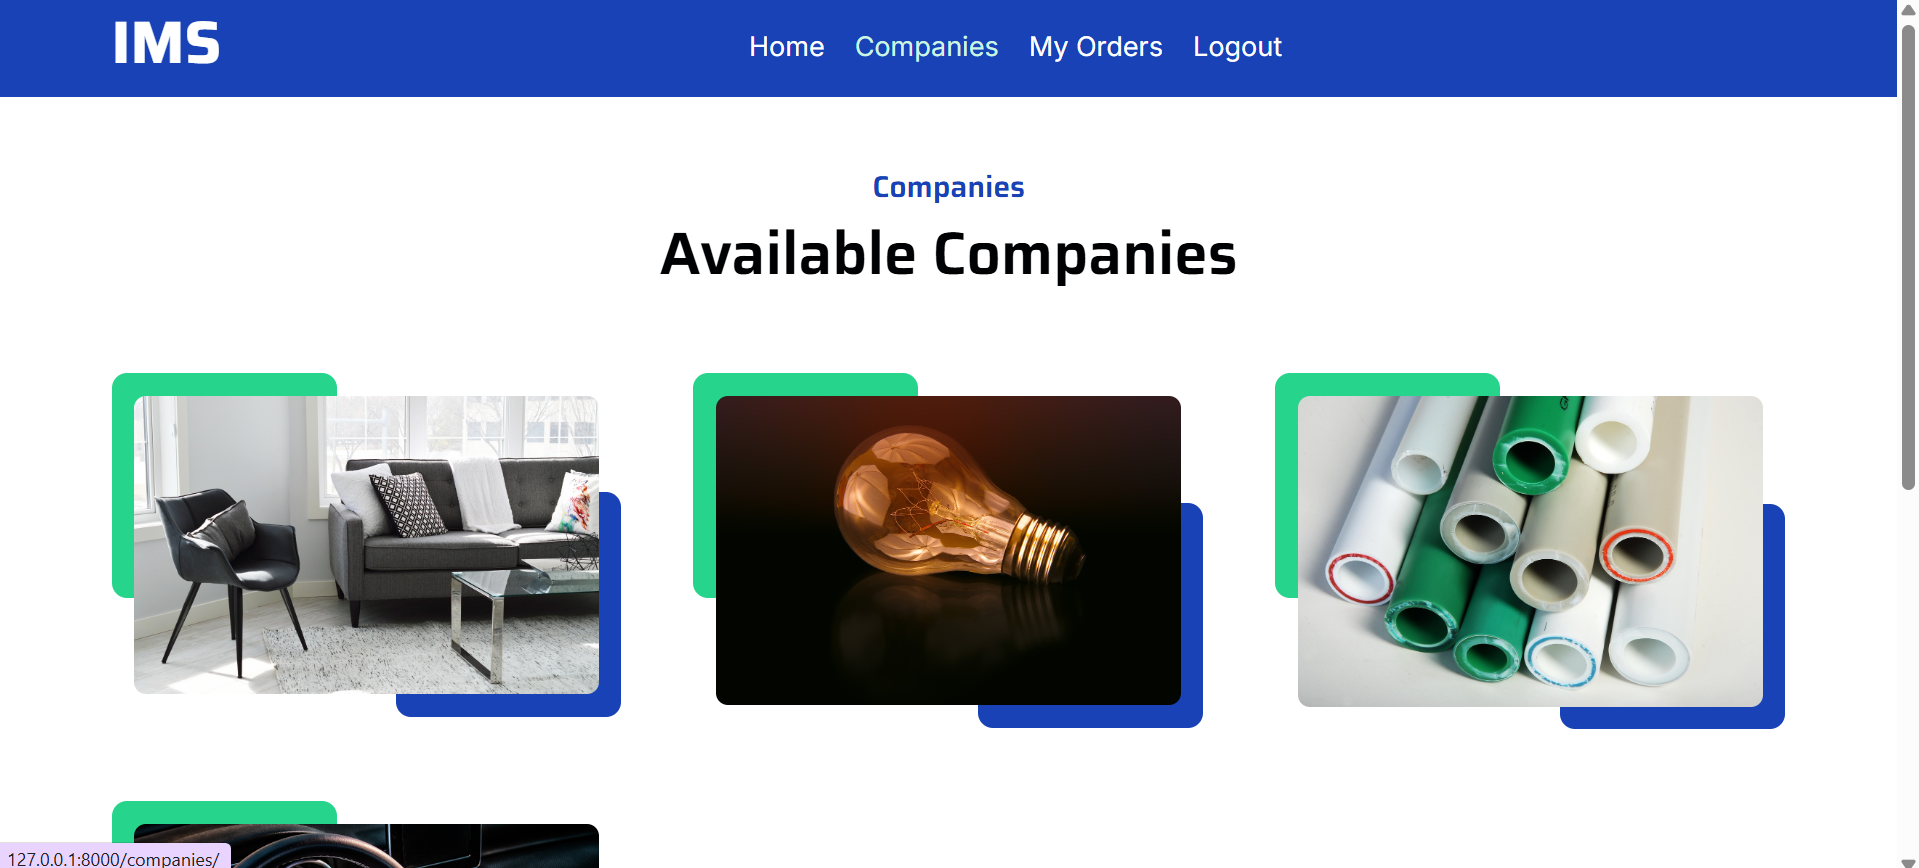 IMS
Home Companies My Orders Logout
Companies
Available Companies
127.0.0.1:8000/companies/